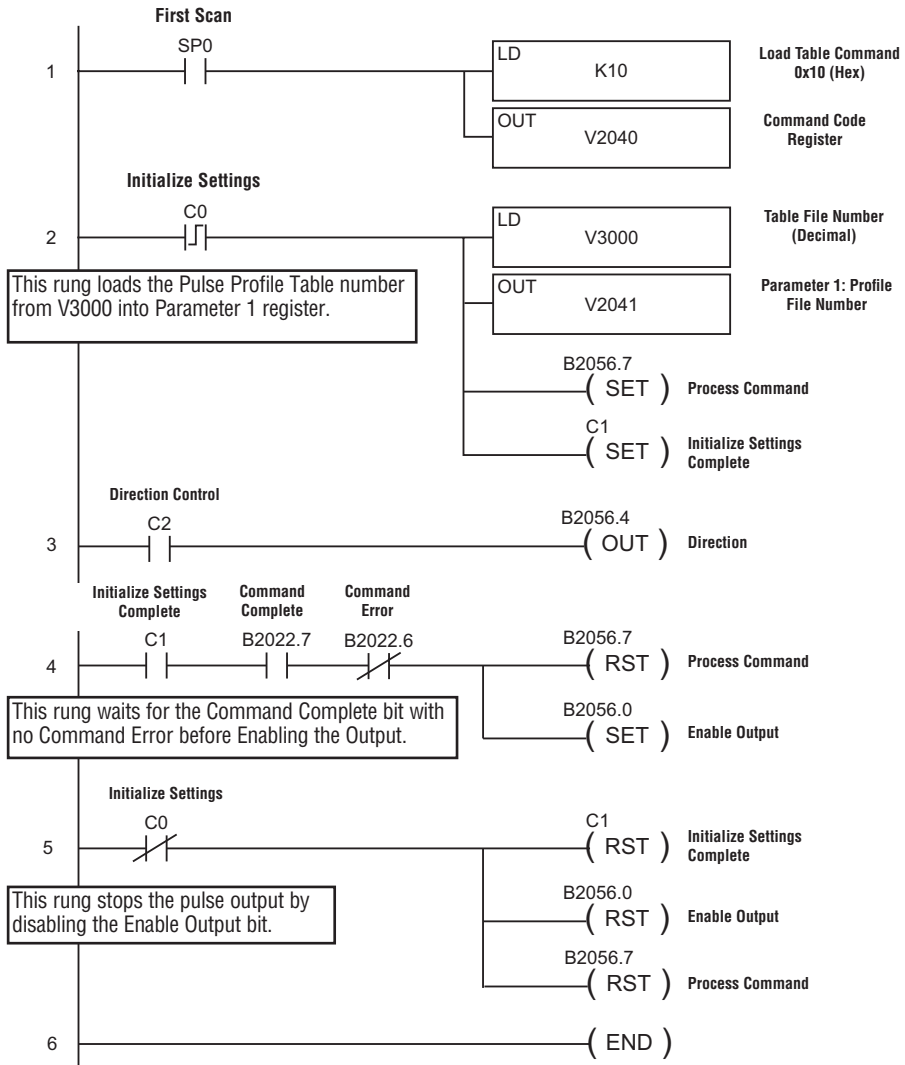 First Scan
SP0
1
LD
K10
Load Table Command
0x10 (Hex)
OUT
V2040
Command Code
Register
Initialize Settings
C0
2
LD
V3000
Table File Number
(Decimal)
This rung loads the Pulse Profile Table number
from V3000 into Parameter 1 register.
OUT
V2041
Parameter 1: Profile
File Number
B2056.7
( SET )
Process Command
C1
( SET )
Initialize Settings
Complete
Direction Control
C2
3
B2056.4
( OUT )
Direction
Initialize Settings
Complete
Command
Complete
Command
Error
C1
B2022.7
B2022.6
4
B2056.7
( RST )
Process Command
This rung waits for the Command Complete bit with
no Command Error before Enabling the Output.
B2056.0
( SET )
Enable Output
Initialize Settings
C0
5
C1
( RST )
Initialize Settings
Complete
This rung stops the pulse output by
disabling the Enable Output bit.
B2056.0
( RST )
Enable Output
B2056.7
( RST )
Process Command
6
( END )